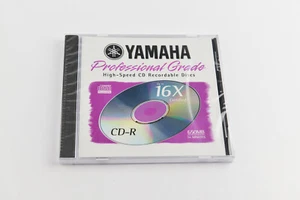 YAMAHA
Professional Grade
High-Speed CD Recordable Discs
16X
CD-R